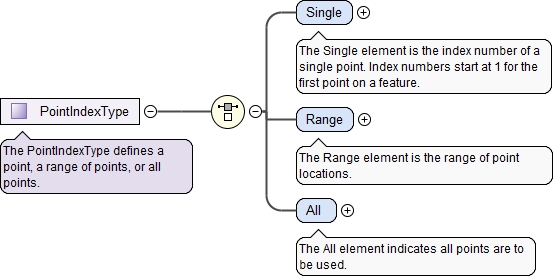 Single
The Single element is the index number of a
single point. Index numbers start at 1 for the
first point on a feature.
PointIndexType
The PointIndexType defines a
point, a range of points, or all
points.
Range
The Range element is the range of point
locations.
All
The All element indicates all points are to
be used.